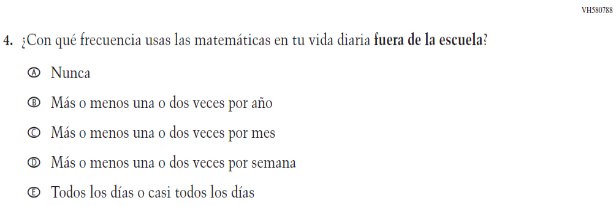 VH580788
4. ¿Con qué frecuencia usas las matemáticas en tu vida diaria fuera de la escuela?
A Nunca
B Más o menos una o dos veces por año
C Más o menos una o dos veces por mes
D Más o menos una o dos veces por semana
E Todos los días o casi todos los días